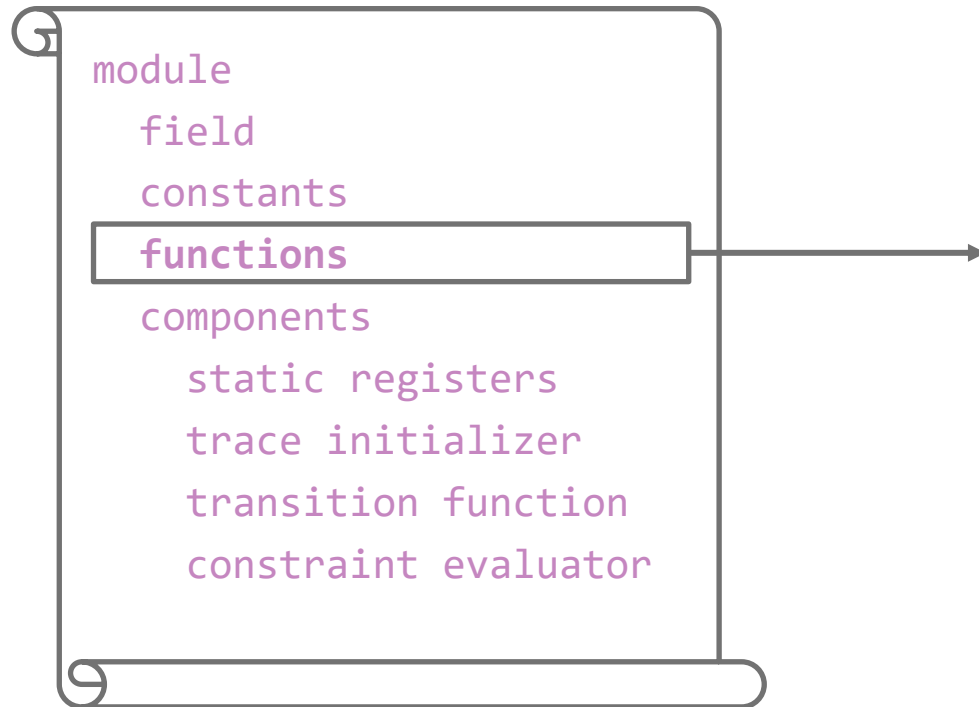 module
field
constants
functions
components
static registers
trace initializer
transition function
constraint evaluator